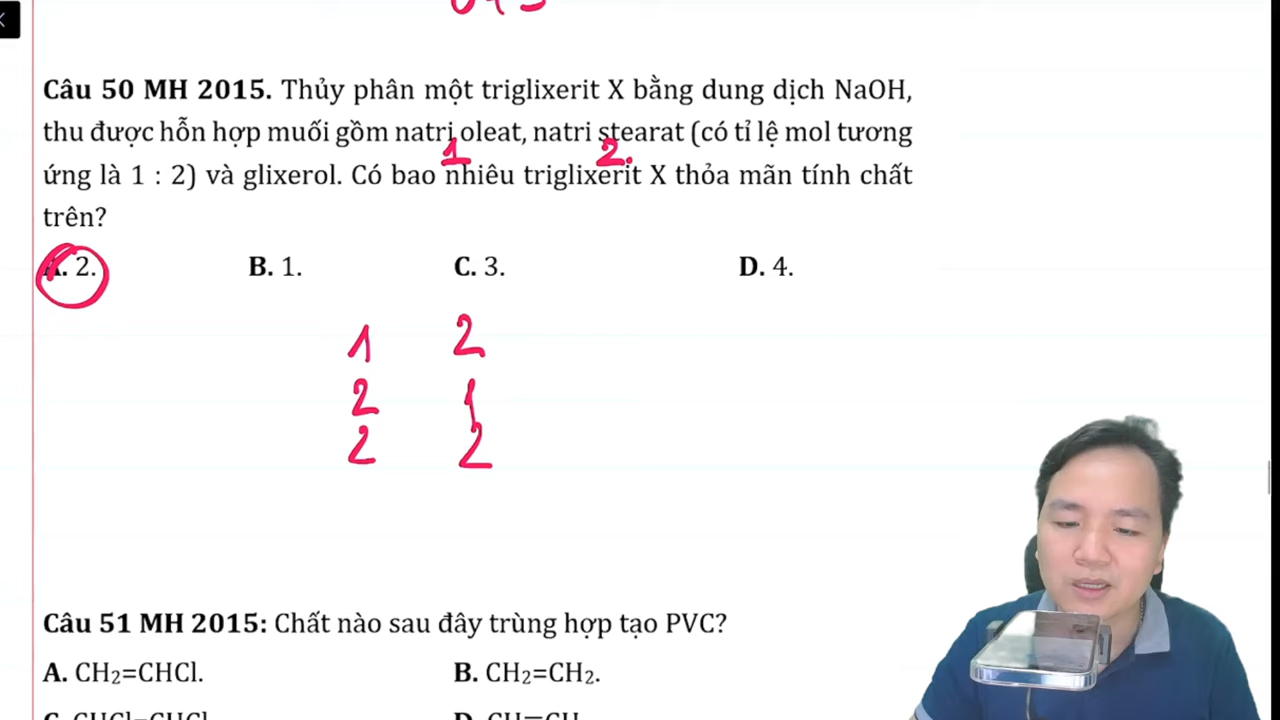 Câu 50 MH 2015. Thủy phân một triglixerit X bằng dung dịch NaOH,
thu được hỗn hợp muối gồm natri oleat, natri stearat (có tỉ lệ mol tương
1 2.
ứng là 1 : 2) và glixerol. Có bao nhiêu triglixerit X thỏa mãn tính chất
trên?
A. 2. B. 1. C. 3. D. 4.
1 2
2 1
2 2
Câu 51 MH 2015: Chất nào sau đây trùng hợp tạo PVC?
A. CH₂=CHCl. B. CH₂=CH₂.